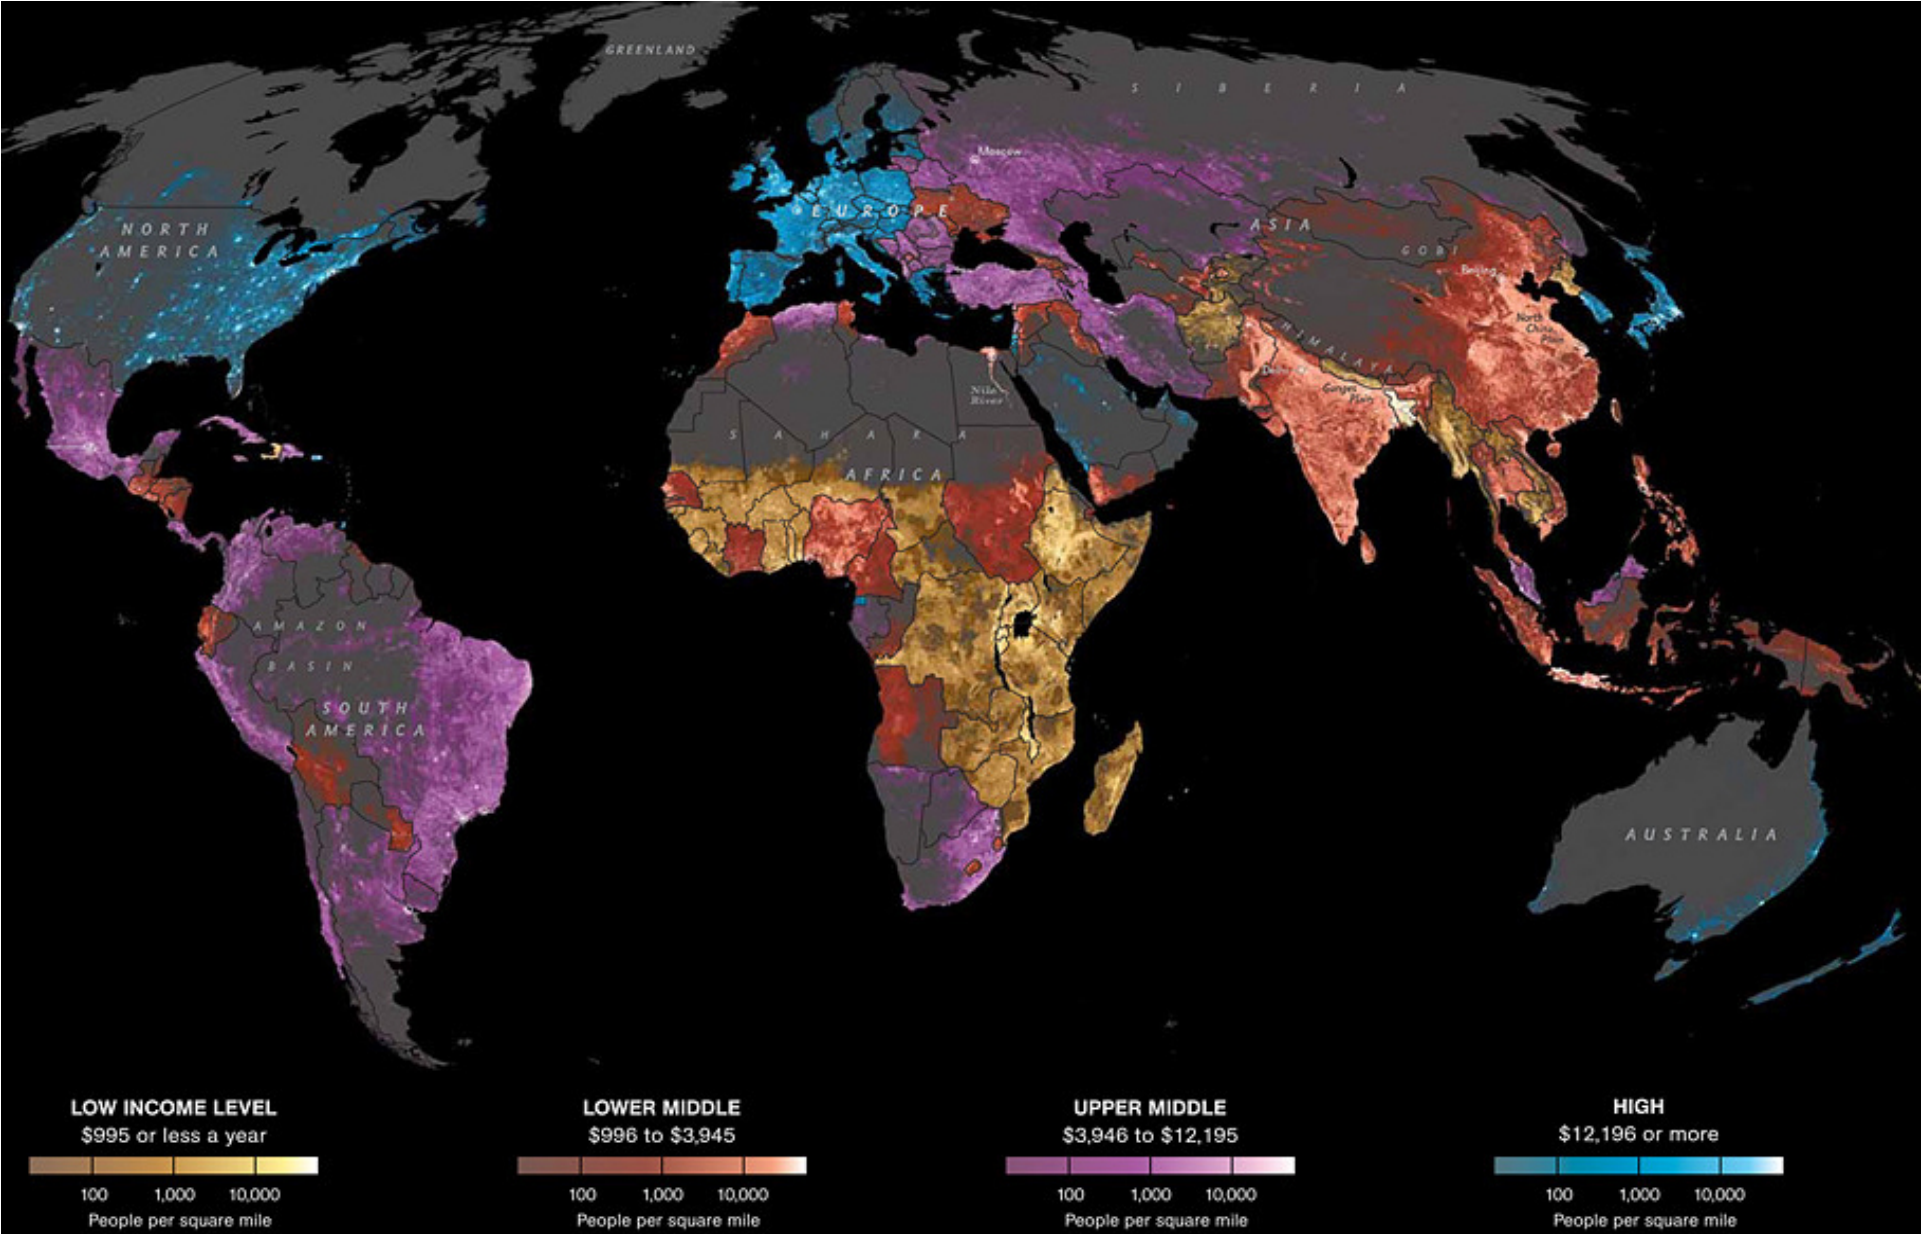 GREENLAND
SIBERIA
Moscow
NORTH
AMERICA
EUROPE
ASIA
GOBI
Beijing
North
China
Plain
HIMALAYA
Delhi
Ganges
Plain
Nile
River
SAHARA
AFRICA
AMAZON
BASIN
SOUTH
AMERICA
AUSTRALIA
LOW INCOME LEVEL
$995 or less a year
100 1,000 10,000
People per square mile
LOWER MIDDLE
$996 to $3,945
100 1,000 10,000
People per square mile
UPPER MIDDLE
$3,946 to $12,195
100 1,000 10,000
People per square mile
HIGH
$12,196 or more
100 1,000 10,000
People per square mile